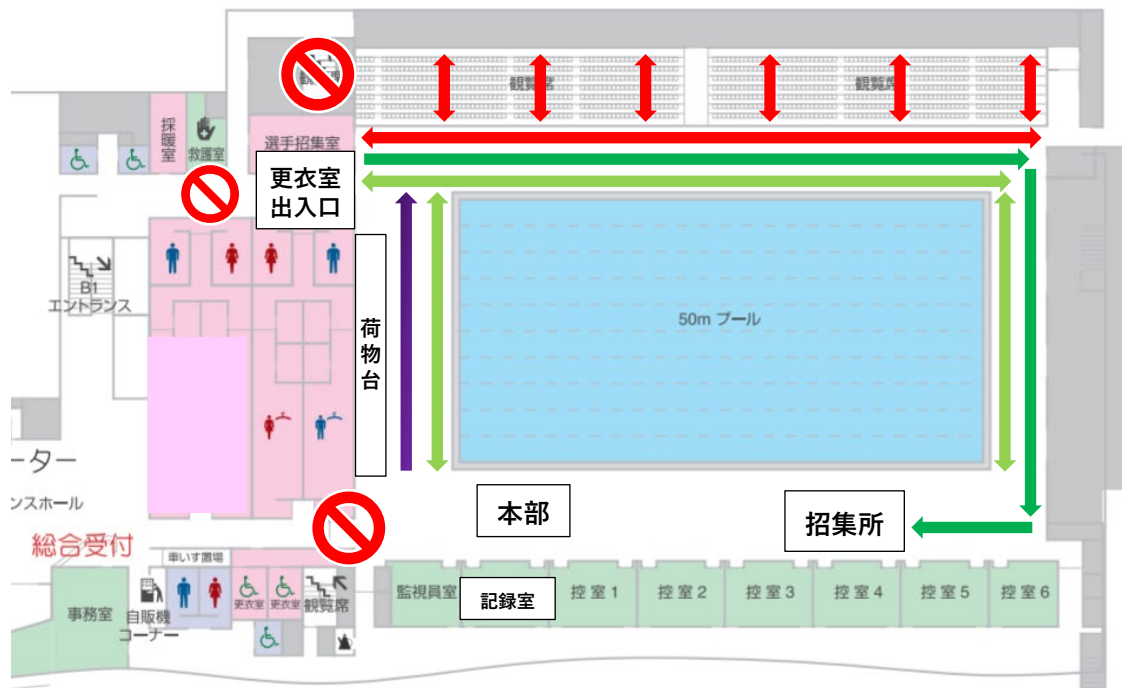 観覧席
観覧席
観覧席
採暖室
救護室
選手招集室
更衣室
出入口
B1
エントランス
荷物台
50m プール
ーター
ンスホール
本部
招集所
総合受付
車いす置場
事務室
自販機
コーナー
更衣室
更衣室
観覧席
監視員室
記録室
控室1
控室2
控室3
控室4
控室5
控室6